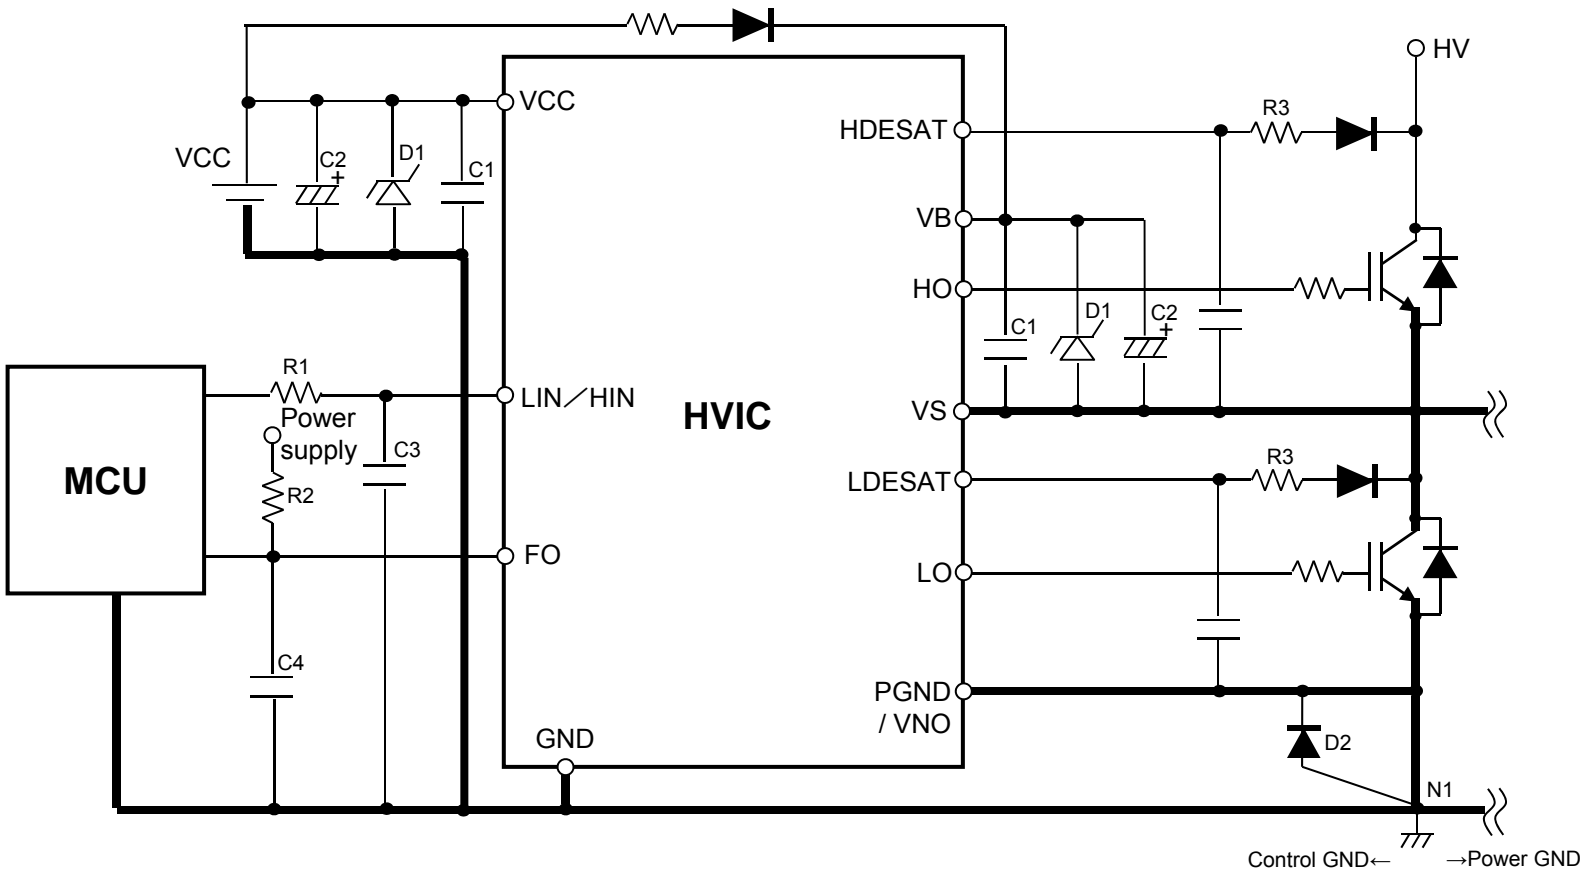 HV
VCC
HDESAT
R3
VCC
C2
+
D1
C1
VB
HO
C1
D1
C2
+
R1
LIN／HIN
HVIC
VS
Power
supply
C3
MCU
R2
LDESAT
R3
FO
LO
C4
PGND
/ VNO
GND
D2
N1
Control GND←
→Power GND